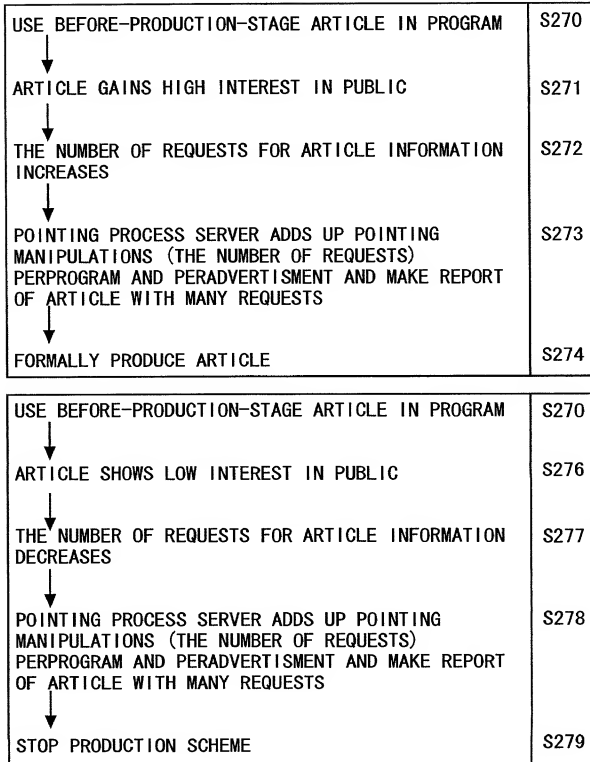 USE BEFORE-PRODUCTION-STAGE ARTICLE IN PROGRAM S270
ARTICLE GAINS HIGH INTEREST IN PUBLIC S271
THE NUMBER OF REQUESTS FOR ARTICLE INFORMATION S272
INCREASES
POINTING PROCESS SERVER ADDS UP POINTING S273
MANIPULATIONS (THE NUMBER OF REQUESTS)
PERPROGRAM AND PERADVERTISMENT AND MAKE REPORT
OF ARTICLE WITH MANY REQUESTS
FORMALLY PRODUCE ARTICLE S274
USE BEFORE-PRODUCTION-STAGE ARTICLE IN PROGRAM S270
ARTICLE SHOWS LOW INTEREST IN PUBLIC S276
THE NUMBER OF REQUESTS FOR ARTICLE INFORMATION S277
DECREASES
POINTING PROCESS SERVER ADDS UP POINTING S278
MANIPULATIONS (THE NUMBER OF REQUESTS)
PERPROGRAM AND PERADVERTISMENT AND MAKE REPORT
OF ARTICLE WITH MANY REQUESTS
STOP PRODUCTION SCHEME S279